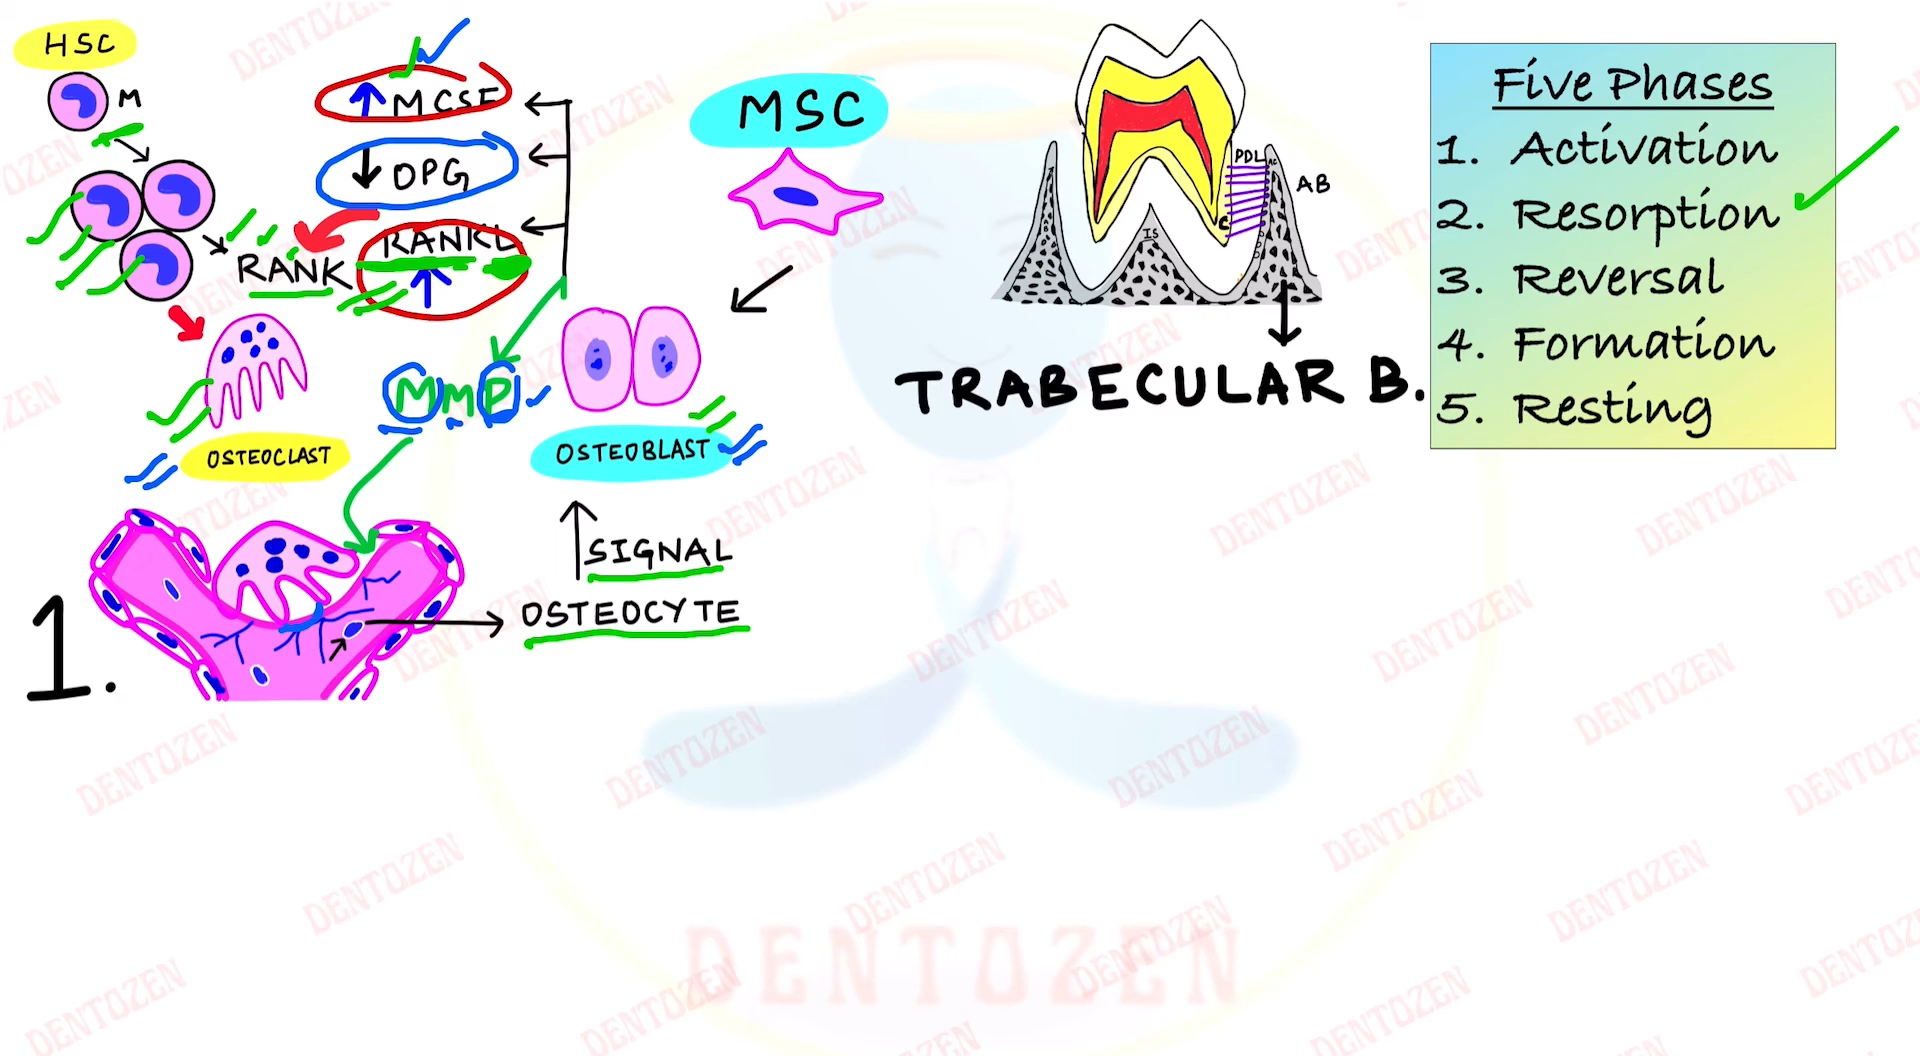 HSC
M
MCSF
OPG
RANKL
RANK
MMP
OSTEOCLAST
OSTEOBLAST
SIGNAL
OSTEOCYTE
1.
MSC
PDL
AC
AB
C
IS
TRABECULAR B.
Five Phases
1. Activation
2. Resorption
3. Reversal
4. Formation
5. Resting
DENTOZEN